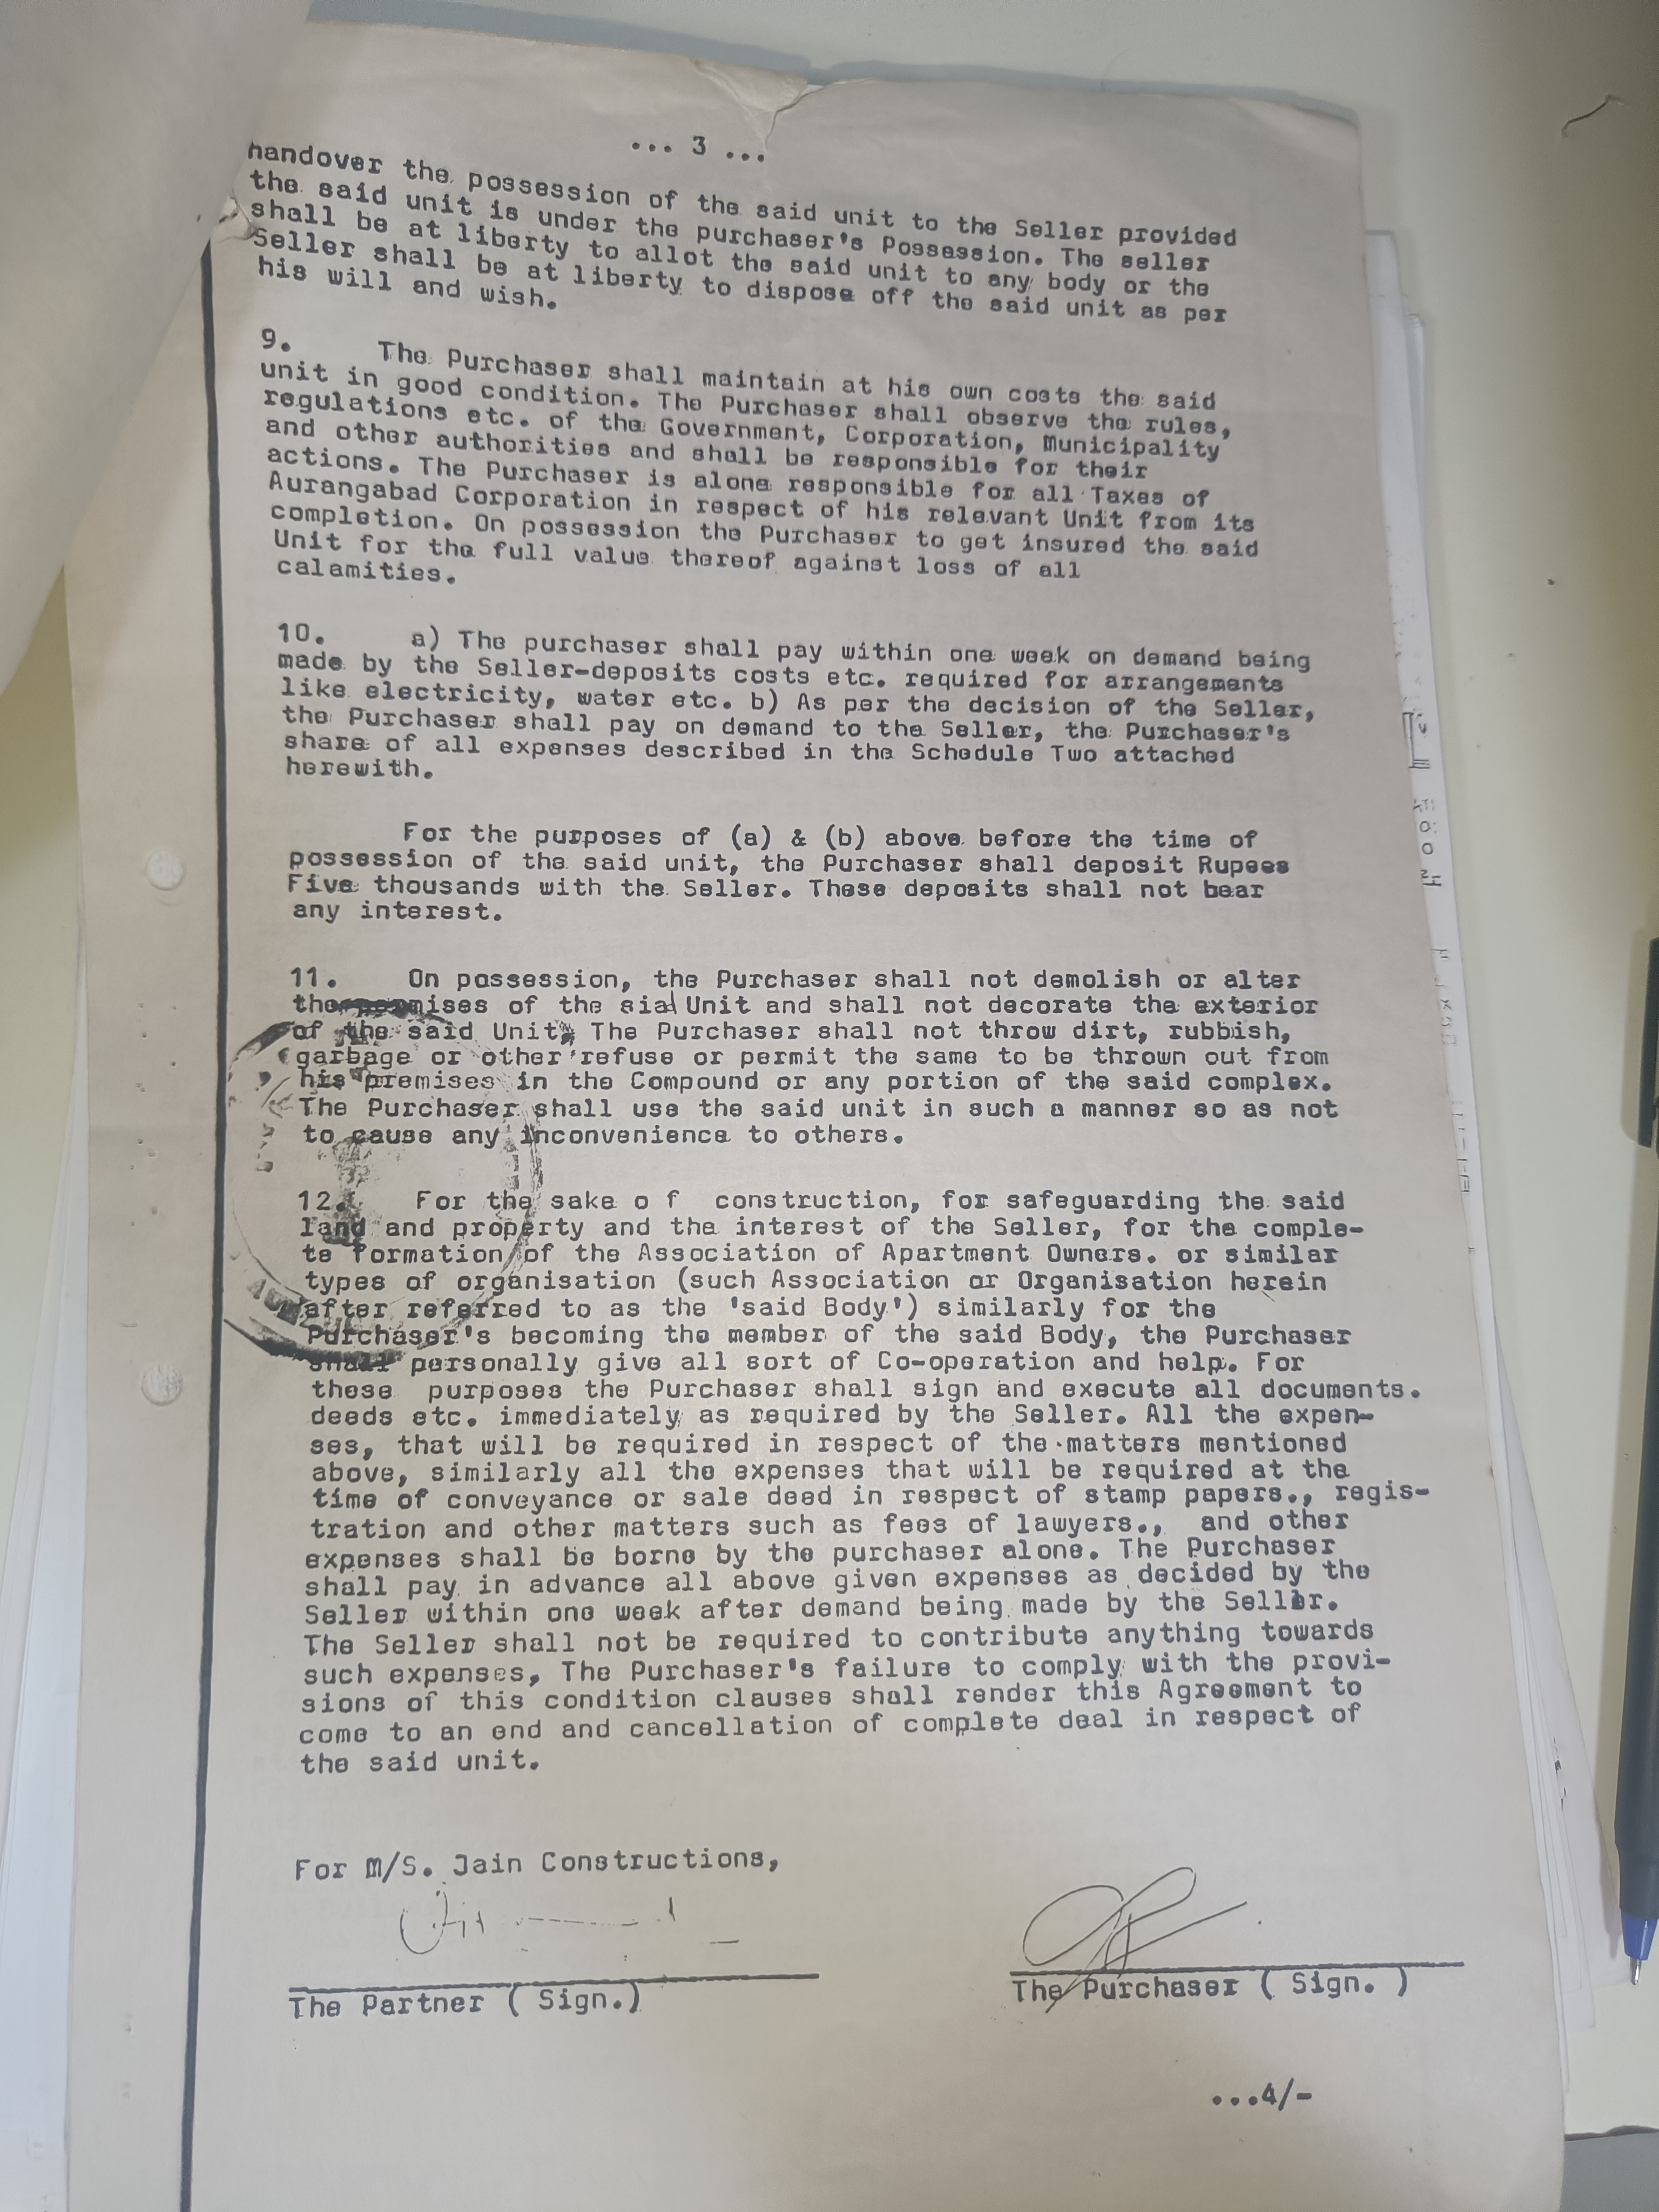 ... 3 ...
handover the possession of the said unit to the Seller provided
the said unit is under the purchaser's Possession. The seller
shall be at liberty to allot the said unit to any body or the
Seller shall be at liberty to dispose off the said unit as per
his will and wish.
9. The Purchaser shall maintain at his own costs the said
unit in good condition. The Purchaser shall observe the rules,
regulations etc. of the Government, Corporation, Municipality
and other authorities and shall be responsible for their
actions. The Purchaser is alone responsible for all Taxes of
Aurangabad Corporation in respect of his relevant Unit from its
completion. On possession the Purchaser to get insured the said
Unit for the full value thereof against loss of all
calamities.
10. a) The purchaser shall pay within one week on demand being
made by the Seller-deposits costs etc. required for arrangements
like electricity, water etc. b) As per the decision of the Seller,
the Purchaser shall pay on demand to the Seller, the Purchaser's
share of all expenses described in the Schedule Two attached
herewith.
For the purposes of (a) & (b) above before the time of
possession of the said unit, the Purchaser shall deposit Rupees
Five thousands with the Seller. These deposits shall not bear
any interest.
11. On possession, the Purchaser shall not demolish or alter
the premises of the sial Unit and shall not decorate the exterior
of the said Unit, The Purchaser shall not throw dirt, rubbish,
garbage or other refuse or permit the same to be thrown out from
his premises in the Compound or any portion of the said complex.
The Purchaser shall use the said unit in such a manner so as not
to cause any inconvenience to others.
12. For the sake o f construction, for safeguarding the said
land and property and the interest of the Seller, for the comple-
te formation of the Association of Apartment Owners. or similar
types of organisation (such Association or Organisation herein
after referred to as the 'said Body') similarly for the
Purchaser's becoming the member of the said Body, the Purchaser
shall personally give all sort of Co-operation and help. For
these purposes the Purchaser shall sign and execute all documents.
deeds etc. immediately as required by the Seller. All the expen-
ses, that will be required in respect of the matters mentioned
above, similarly all the expenses that will be required at the
time of conveyance or sale deed in respect of stamp papers., regis-
tration and other matters such as fees of lawyers., and other
expenses shall be borne by the purchaser alone. The Purchaser
shall pay in advance all above given expenses as decided by the
Seller within one week after demand being made by the Seller.
The Seller shall not be required to contribute anything towards
such expenses, The Purchaser's failure to comply with the provi-
sions of this condition clauses shall render this Agreement to
come to an end and cancellation of complete deal in respect of
the said unit.
For M/S. Jain Constructions,
The Partner ( Sign.)
The Purchaser ( Sign. )
...4/-